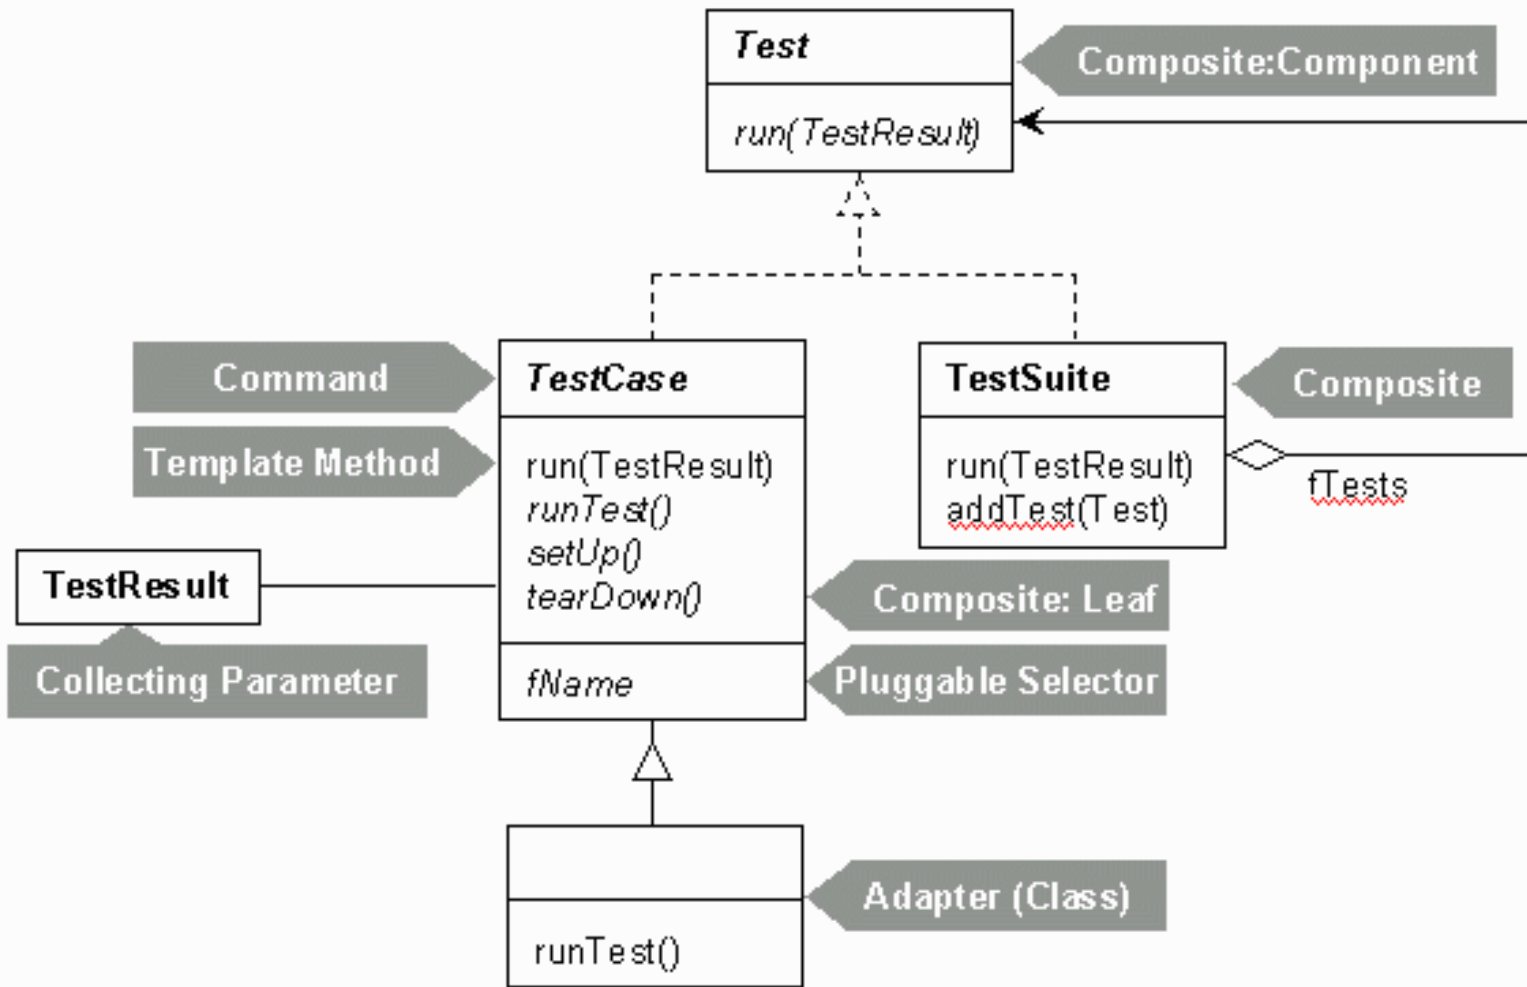 Test
Composite:Component
run(TestResult)
Command
TestCase
TestSuite
Composite
Template Method
run(TestResult)
runTest()
setUp()
tearDown()
run(TestResult)
addTest(Test)
fTests
TestResult
Composite: Leaf
Collecting Parameter
fName
Pluggable Selector
Adapter (Class)
runTest()